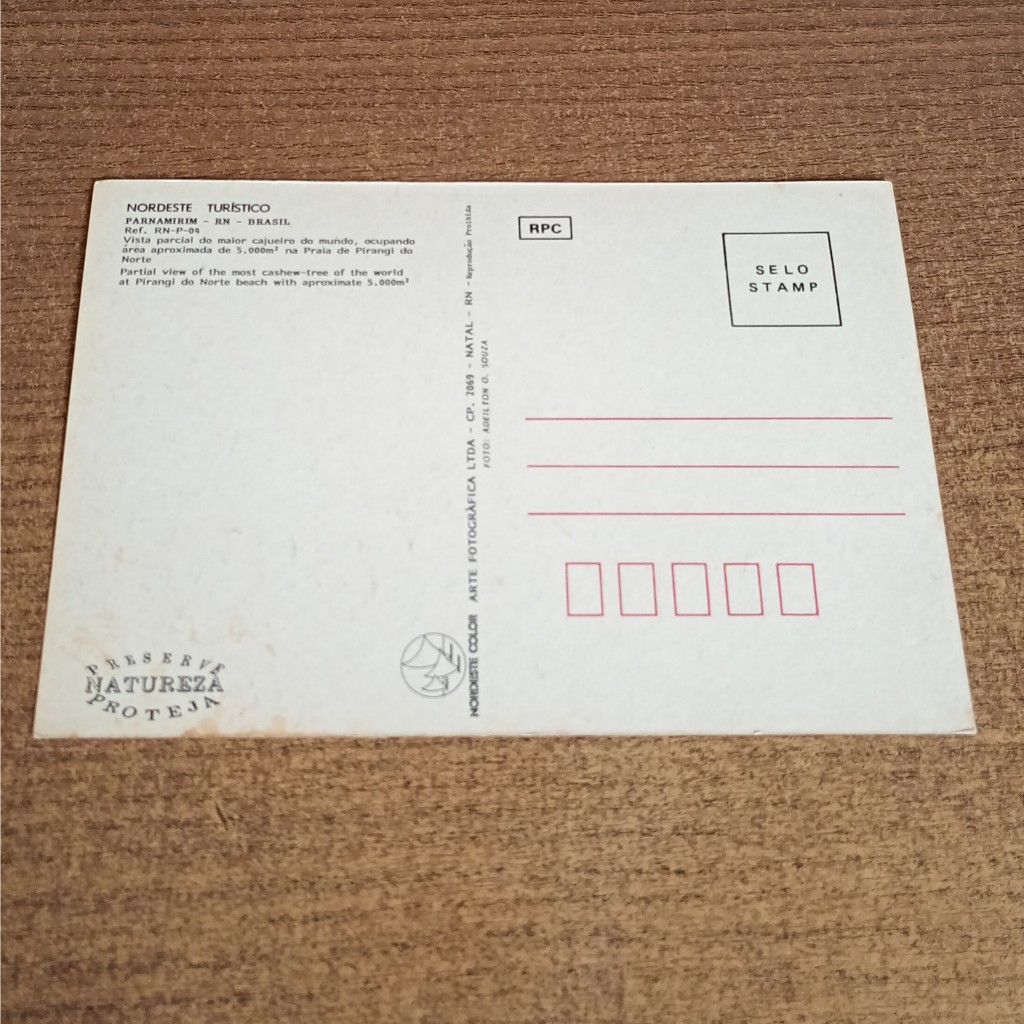 NORDESTE TURÍSTICO
PARNAMIRIM - RN - BRASIL
Ref. RN-P-04
Vista parcial do maior cajueiro do mundo, ocupando
área aproximada de 5.000m² na Praia de Pirangi do
Norte
Partial view of the most cashew-tree of the world
at Pirangi do Norte beach with aproximate 5.000m²
PRESERVE
NATUREZA
PROTEJA
NORDESTE COLOR ARTE FOTOGRÁFICA LTDA - CP. 2069 - NATAL - RN - Reprodução Proibida
FOTO: ADEILTON O. SOUZA
RPC
SELO
STAMP